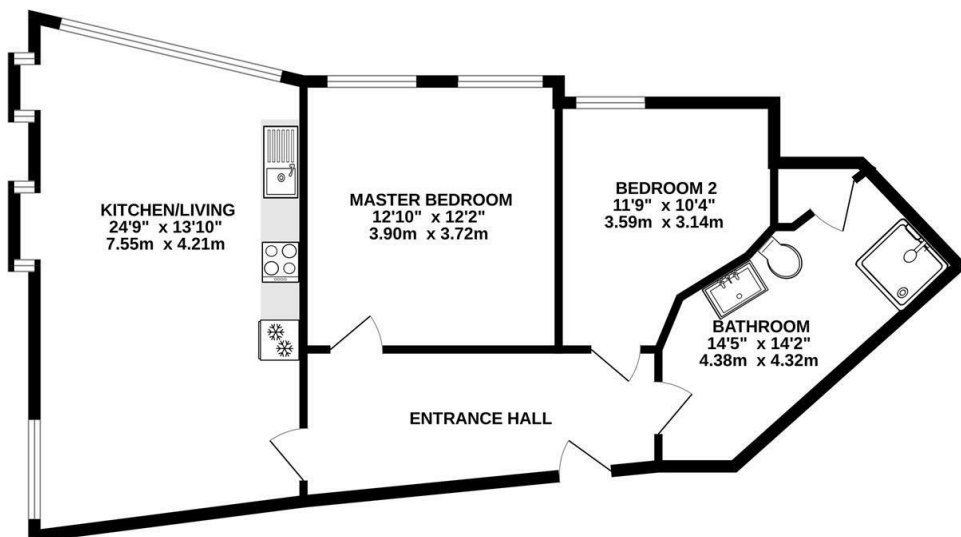 KITCHEN/LIVING
24'9" x 13'10"
7.55m x 4.21m
MASTER BEDROOM
12'10" x 12'2"
3.90m x 3.72m
BEDROOM 2
11'9" x 10'4"
3.59m x 3.14m
BATHROOM
14'5" x 14'2"
4.38m x 4.32m
ENTRANCE HALL